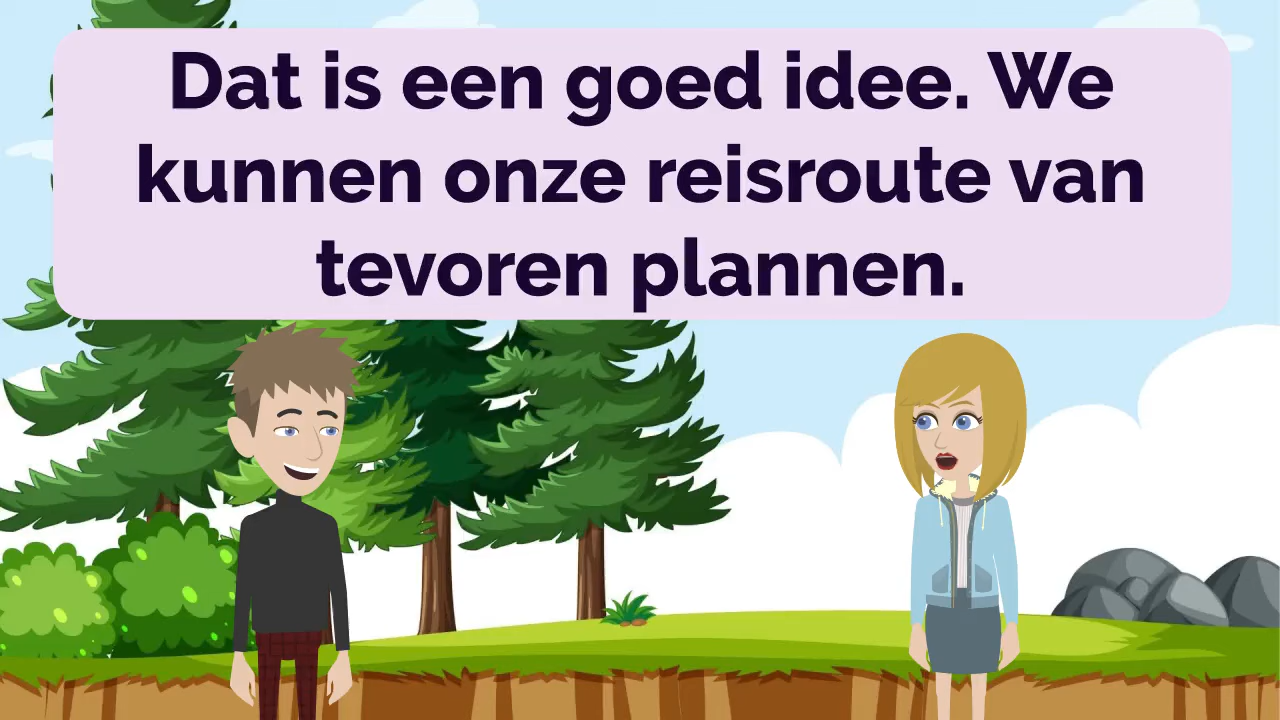 Dat is een goed idee. We
kunnen onze reisroute van
tevoren plannen.